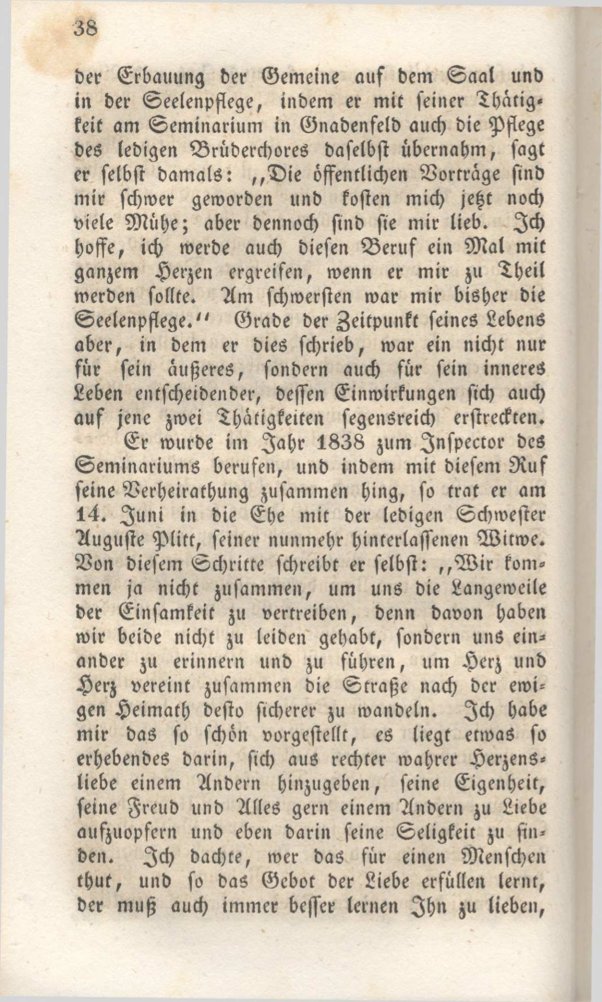 38
der Erbauung der Gemeine auf dem Saal und
in der Seelenpflege, indem er mit seiner Thätig-
keit am Seminarium in Gnadenfeld auch die Pflege
des ledigen Brüderchores daselbst übernahm, sagt
er selbst damals: „Die öffentlichen Vorträge sind
mir schwer geworden und kosten mich jetzt noch
viele Mühe; aber dennoch sind sie mir lieb. Ich
hoffe, ich werde auch diesen Beruf ein Mal mit
ganzem Herzen ergreifen, wenn er mir zu Theil
werden sollte. Am schwersten war mir bisher die
Seelenpflege.“ Grade der Zeitpunkt seines Lebens
aber, in dem er dies schrieb, war ein nicht nur
für sein äußeres, sondern auch für sein inneres
Leben entscheidender, dessen Einwirkungen sich auch
auf jene zwei Thätigkeiten segensreich erstreckten.
Er wurde im Jahr 1838 zum Inspector des
Seminariums berufen, und indem mit diesem Ruf
seine Verheirathung zusammen hing, so trat er am
14. Juni in die Ehe mit der ledigen Schwester
Auguste Plitt, seiner nunmehr hinterlassenen Witwe.
Von diesem Schritte schreibt er selbst: „Wir kom-
men ja nicht zusammen, um uns die Langeweile
der Einsamkeit zu vertreiben, denn davon haben
wir beide nicht zu leiden gehabt, sondern uns ein-
ander zu erinnern und zu führen, um Herz und
Herz vereint zusammen die Straße nach der ewi-
gen Heimath desto sicherer zu wandeln. Ich habe
mir das so schön vorgestellt, es liegt etwas so
erhebendes darin, sich aus rechter wahrer Herzens-
liebe einem Andern hinzugeben, seine Eigenheit,
seine Freud und Alles gern einem Andern zu Liebe
aufzuopfern und eben darin seine Seligkeit zu fin-
den. Ich dachte, wer das für einen Menschen
thut, und so das Gebot der Liebe erfüllen lernt,
der muß auch immer besser lernen Ihn zu lieben,